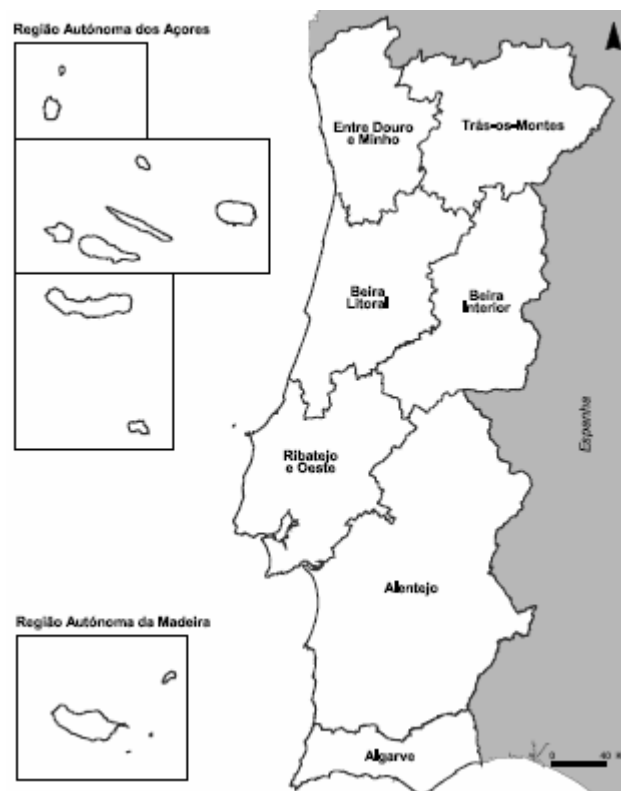 Região Autónoma dos Açores
Entre Douro
e Minho
Trás-os-Montes
Beira
Litoral
Beira
Interior
Ribatejo
e Oeste
Espanha
Alentejo
Região Autónoma da Madeira
Algarve
0
40